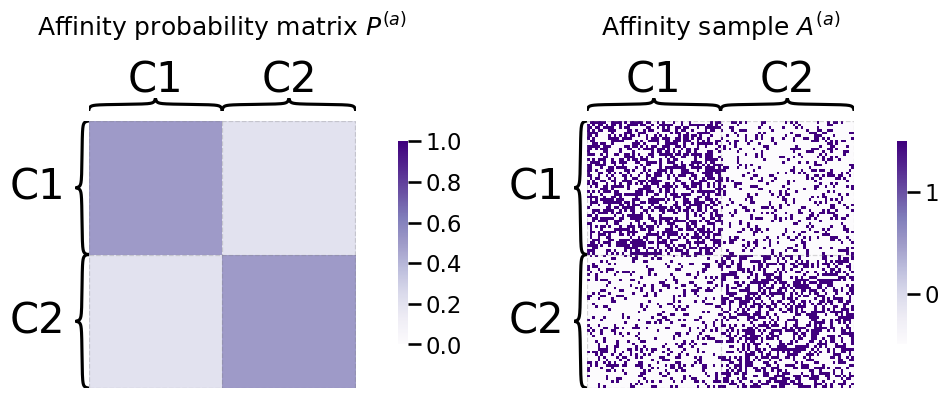 Affinity probability matrix P^(a)
C1 C2
C1
C2
1.0
0.8
0.6
0.4
0.2
0.0
Affinity sample A^(a)
C1 C2
C1
C2
1
0